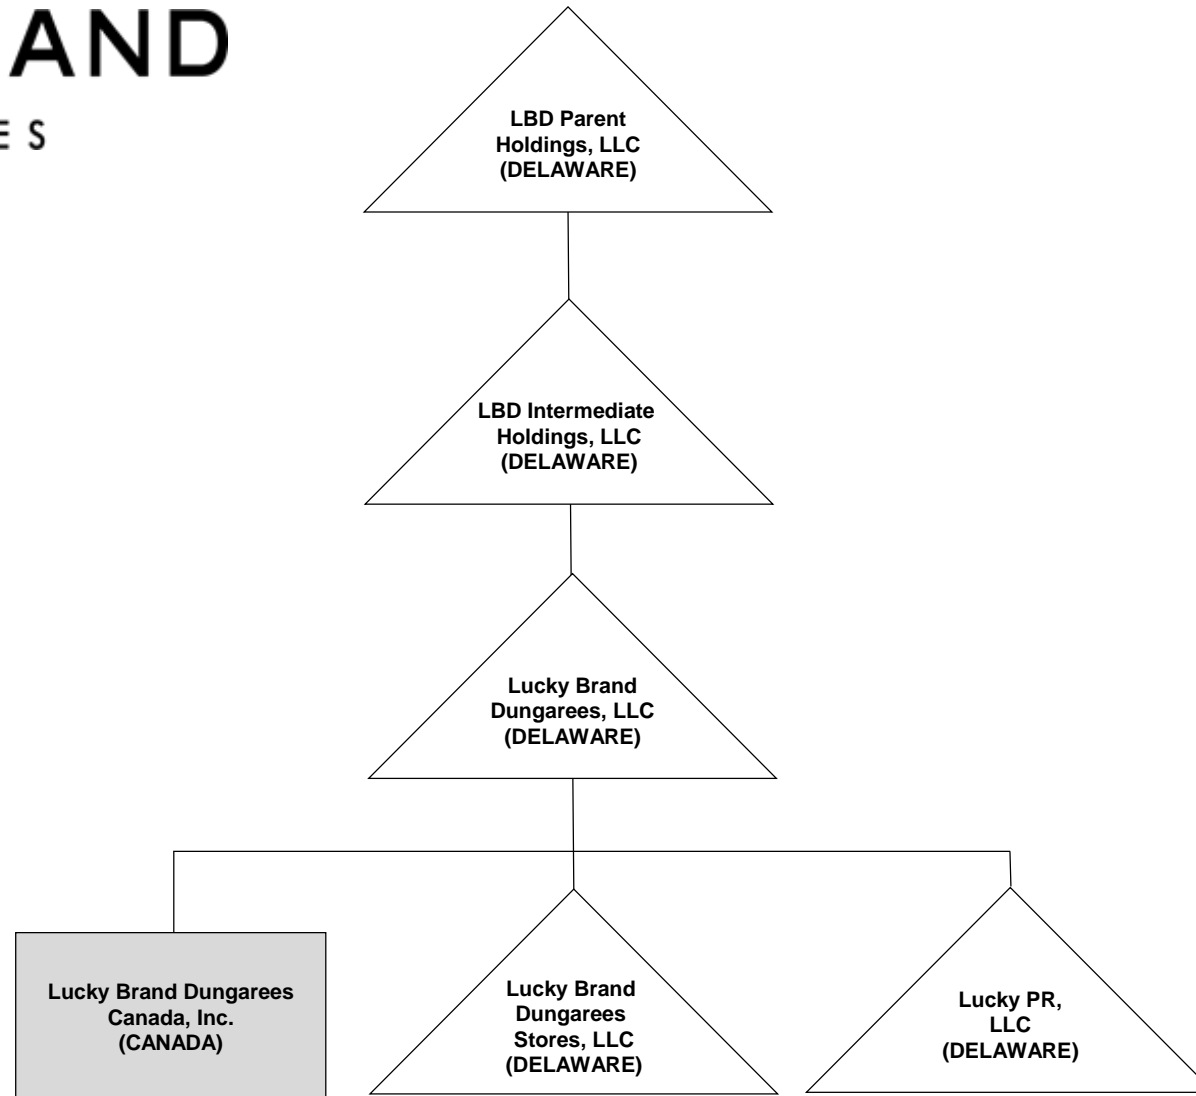 AND
ES
LBD Parent
Holdings, LLC
(DELAWARE)
LBD Intermediate
Holdings, LLC
(DELAWARE)
Lucky Brand
Dungarees, LLC
(DELAWARE)
Lucky Brand Dungarees
Canada, Inc.
(CANADA)
Lucky Brand
Dungarees
Stores, LLC
(DELAWARE)
Lucky PR,
LLC
(DELAWARE)